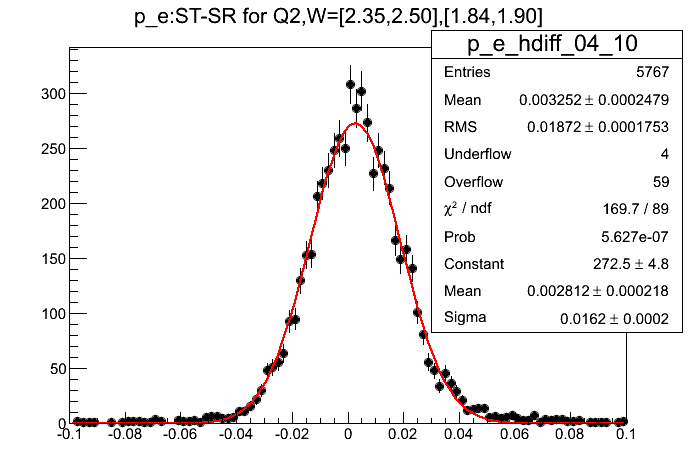 p_e:ST-SR for Q2,W=[2.35,2.50],[1.84,1.90]
p_e_hdiff_04_10
Entries 5767
Mean 0.003252 ± 0.0002479
RMS 0.01872 ± 0.0001753
Underflow 4
Overflow 59
χ² / ndf 169.7 / 89
Prob 5.627e-07
Constant 272.5 ± 4.8
Mean 0.002812 ± 0.000218
Sigma 0.0162 ± 0.0002
300
250
200
150
100
50
0
-0.1 -0.08 -0.06 -0.04 -0.02 0 0.02 0.04 0.06 0.08 0.1